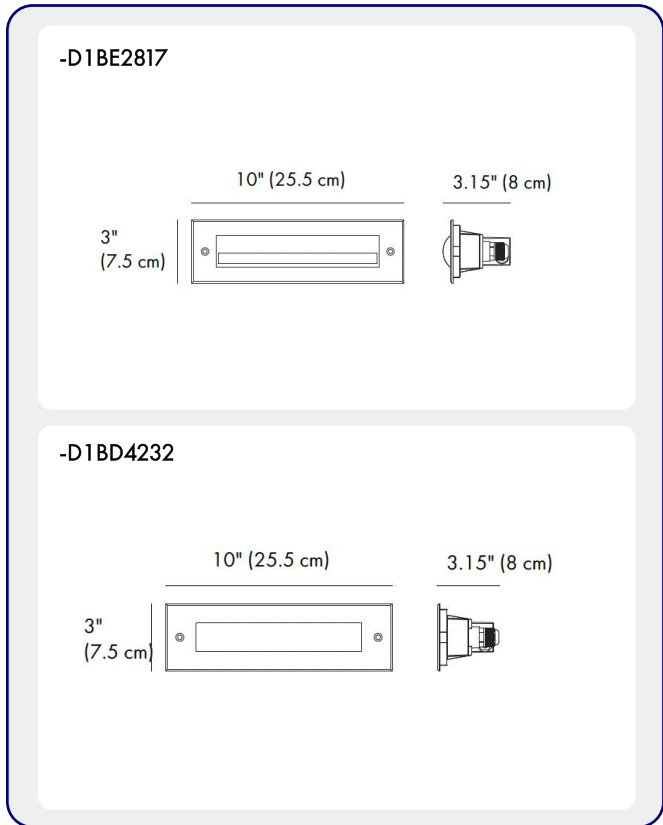 -D1BE2817
10" (25.5 cm)
3.15" (8 cm)
3"
(7.5 cm)
-D1BD4232
10" (25.5 cm)
3.15" (8 cm)
3"
(7.5 cm)